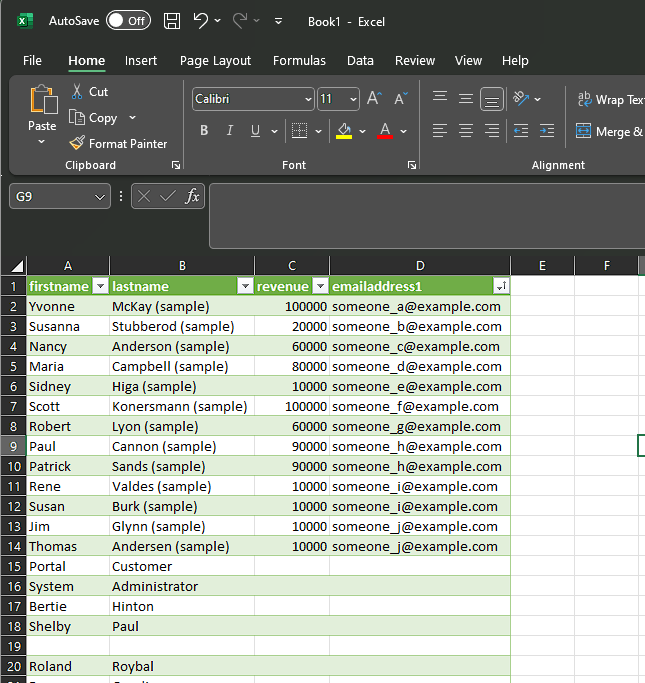 AutoSave Off Book1 - Excel
File Home Insert Page Layout Formulas Data Review View Help
Paste Cut Copy Format Painter
Clipboard
Calibri 11
B I U A
Font
ab Wrap
Merge &
Alignment
G9 fx
A B C D E F
1 firstname lastname revenue emailaddress1
2 Yvonne McKay (sample) 100000 someone_a@example.com
3 Susanna Stubberod (sample) 20000 someone_b@example.com
4 Nancy Anderson (sample) 60000 someone_c@example.com
5 Maria Campbell (sample) 80000 someone_d@example.com
6 Sidney Higa (sample) 10000 someone_e@example.com
7 Scott Konersmann (sample) 100000 someone_f@example.com
8 Robert Lyon (sample) 60000 someone_g@example.com
9 Paul Cannon (sample) 90000 someone_h@example.com
10 Patrick Sands (sample) 90000 someone_h@example.com
11 Rene Valdes (sample) 10000 someone_i@example.com
12 Susan Burk (sample) 10000 someone_i@example.com
13 Jim Glynn (sample) 10000 someone_j@example.com
14 Thomas Andersen (sample) 10000 someone_j@example.com
15 Portal Customer
16 System Administrator
17 Bertie Hinton
18 Shelby Paul
19
20 Roland Roybal